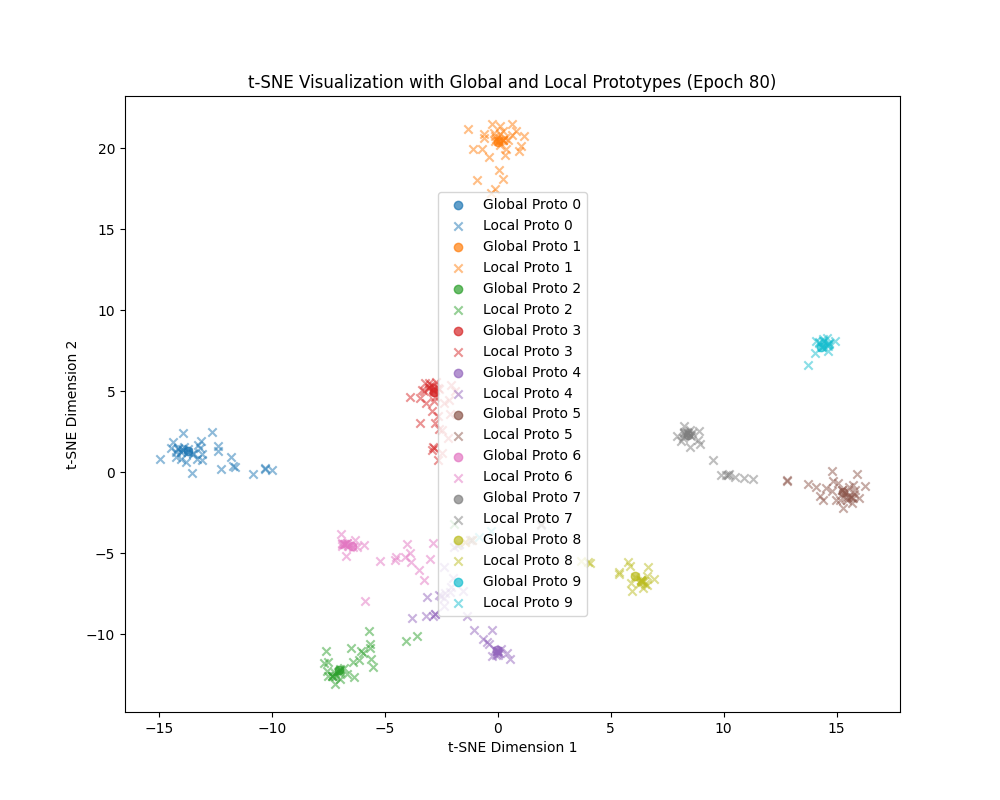 t-SNE Visualization with Global and Local Prototypes (Epoch 80)
t-SNE Dimension 2
20
15
10
5
0
−5
−10
Global Proto 0
Local Proto 0
Global Proto 1
Local Proto 1
Global Proto 2
Local Proto 2
Global Proto 3
Local Proto 3
Global Proto 4
Local Proto 4
Global Proto 5
Local Proto 5
Global Proto 6
Local Proto 6
Global Proto 7
Local Proto 7
Global Proto 8
Local Proto 8
Global Proto 9
Local Proto 9
−15 −10 −5 0 5 10 15
t-SNE Dimension 1